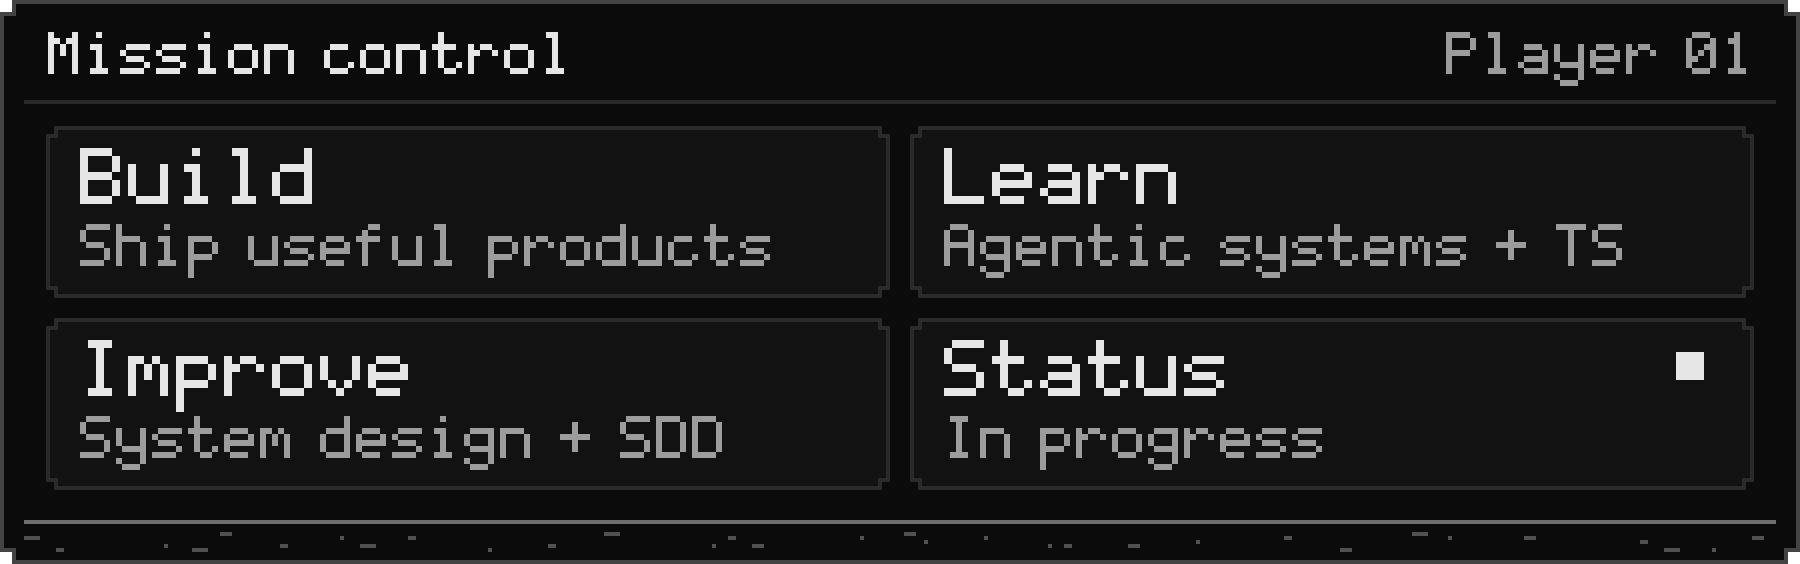 Mission control
Player 01
Build
Ship useful products
Learn
Agentic systems + TS
Improve
System design + SDD
Status
In progress